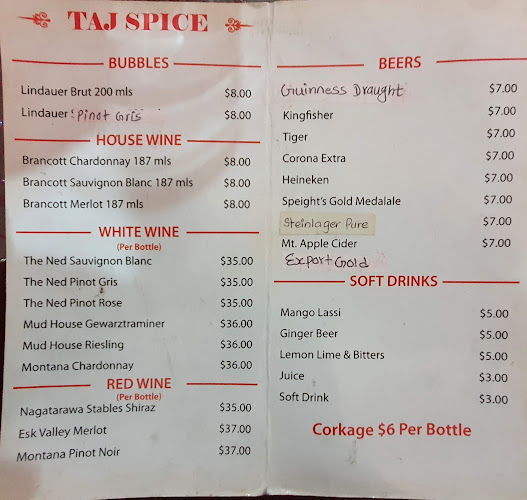 TAJ SPICE
BUBBLES
Lindauer Brut 200 mls $8.00
Lindauer Pinot Gris $8.00
HOUSE WINE
Brancott Chardonnay 187 mls $8.00
Brancott Sauvignon Blanc 187 mls $8.00
Brancott Merlot 187 mls $8.00
WHITE WINE
(Per Bottle)
The Ned Sauvignon Blanc $35.00
The Ned Pinot Gris $35.00
The Ned Pinot Rose $35.00
Mud House Gewarztraminer $36.00
Mud House Riesling $36.00
Montana Chardonnay $36.00
RED WINE
(Per Bottle)
Nagatarawa Stables Shiraz $35.00
Esk Valley Merlot $37.00
Montana Pinot Noir $37.00
BEERS
Guinness Draught $7.00
Kingfisher $7.00
Tiger $7.00
Corona Extra $7.00
Heineken $7.00
Speight's Gold Medalale $7.00
Steinlager Pure $7.00
Mt. Apple Cider $7.00
Export Gold
SOFT DRINKS
Mango Lassi $5.00
Ginger Beer $5.00
Lemon Lime & Bitters $5.00
Juice $3.00
Soft Drink $3.00
Corkage $6 Per Bottle